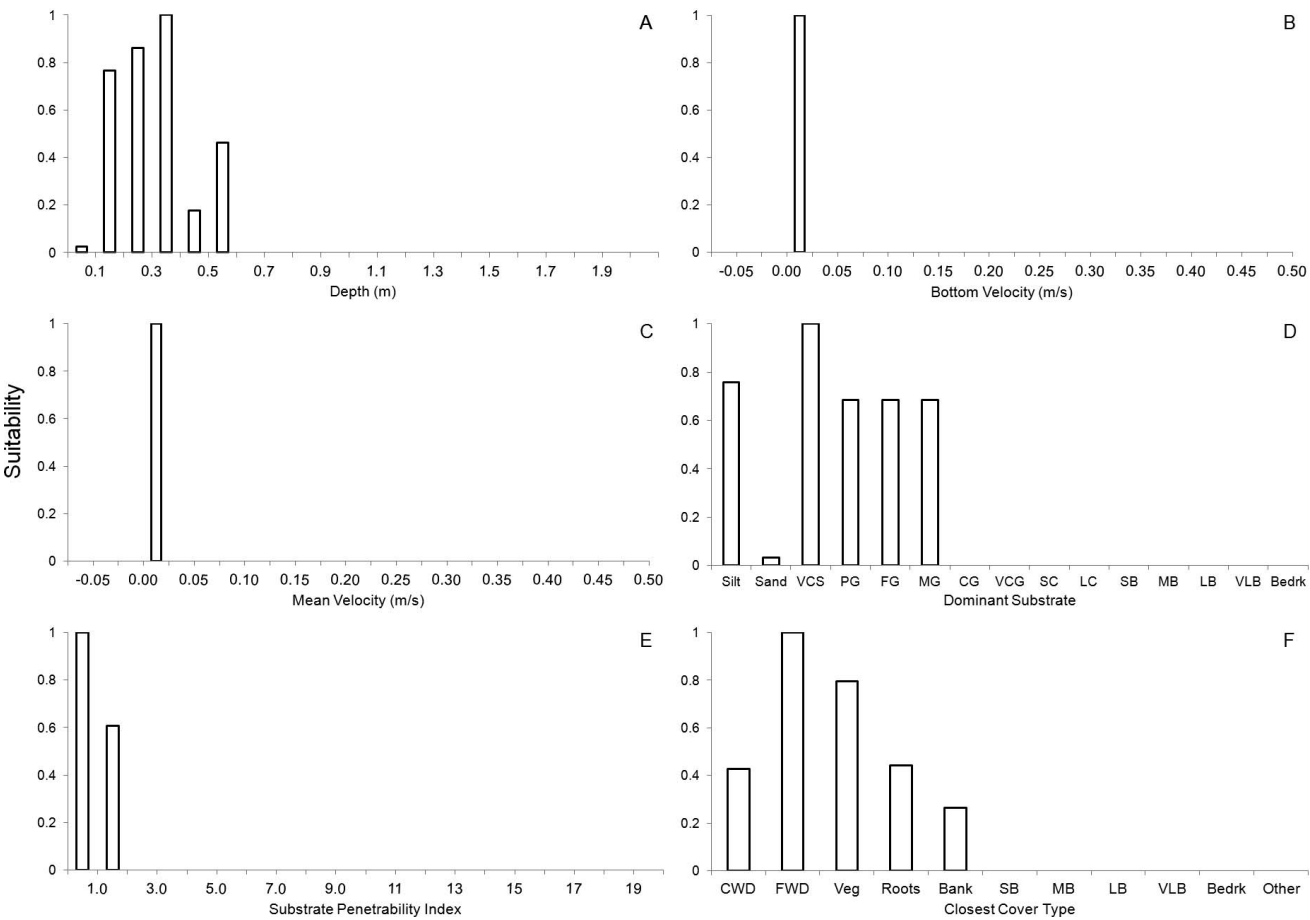 A
1
0.8
0.6
0.4
0.2
0
0.1 0.3 0.5 0.7 0.9 1.1 1.3 1.5 1.7 1.9
Depth (m)
B
1
0.8
0.6
0.4
0.2
0
-0.05 0.00 0.05 0.10 0.15 0.20 0.25 0.30 0.35 0.40 0.45 0.50
Bottom Velocity (m/s)
Suitability
C
1
0.8
0.6
0.4
0.2
0
-0.05 0.00 0.05 0.10 0.15 0.20 0.25 0.30 0.35 0.40 0.45 0.50
Mean Velocity (m/s)
D
1
0.8
0.6
0.4
0.2
0
Silt Sand VCS PG FG MG CG VCG SC LC SB MB LB VLB Bedrk
Dominant Substrate
E
1
0.8
0.6
0.4
0.2
0
1.0 3.0 5.0 7.0 9.0 11 13 15 17 19
Substrate Penetrability Index
F
1
0.8
0.6
0.4
0.2
0
CWD FWD Veg Roots Bank SB MB LB VLB Bedrk Other
Closest Cover Type